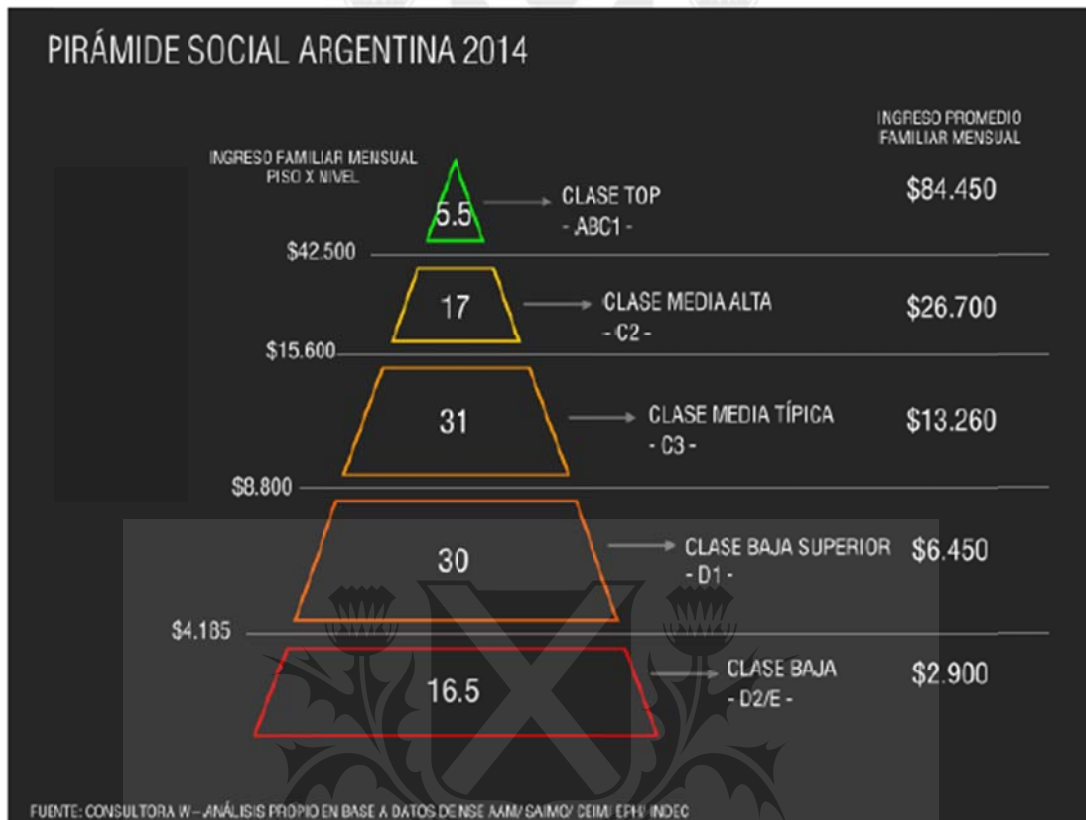 PIRÁMIDE SOCIAL ARGENTINA 2014
INGRESO PROMEDIO
FAMILIAR MENSUAL
INGRESO FAMILIAR MENSUAL
PISO X NIVEL
5.5
CLASE TOP
- ABC1 -
$84.450
$42.500
17
CLASE MEDIA ALTA
- C2 -
$26.700
$15.600
31
CLASE MEDIA TÍPICA
- C3 -
$13.260
$8.800
30
CLASE BAJA SUPERIOR
- D1 -
$6.450
$4.185
16.5
CLASE BAJA
- D2/E -
$2.900
FUENTE: CONSULTORA W – ANÁLISIS PROPIO EN BASE A DATOS DE NSE AAM/ SAIMO/ CEIM/ EPH/ INDEC